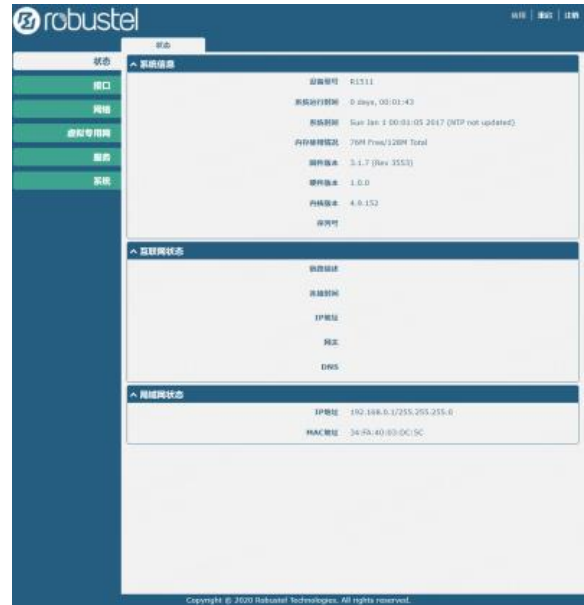 robustel
应用 | 重启 | 注销
状态
状态
接口
网络
虚拟专用网
服务
系统
系统信息
设备型号 R1511
系统运行时间 0 days, 00:01:43
系统时间 Sun Jan 1 00:01:05 2017 (NTP not updated)
内存使用情况 76M Free/128M Total
固件版本 3.1.7 (Rev 3553)
硬件版本 1.0.0
内核版本 4.9.152
序列号
互联网状态
链路描述
连接时间
IP地址
网关
DNS
局域网状态
IP地址 192.168.0.1/255.255.255.0
MAC地址
Copyright © 2020 Robustel Technologies. All rights reserved.